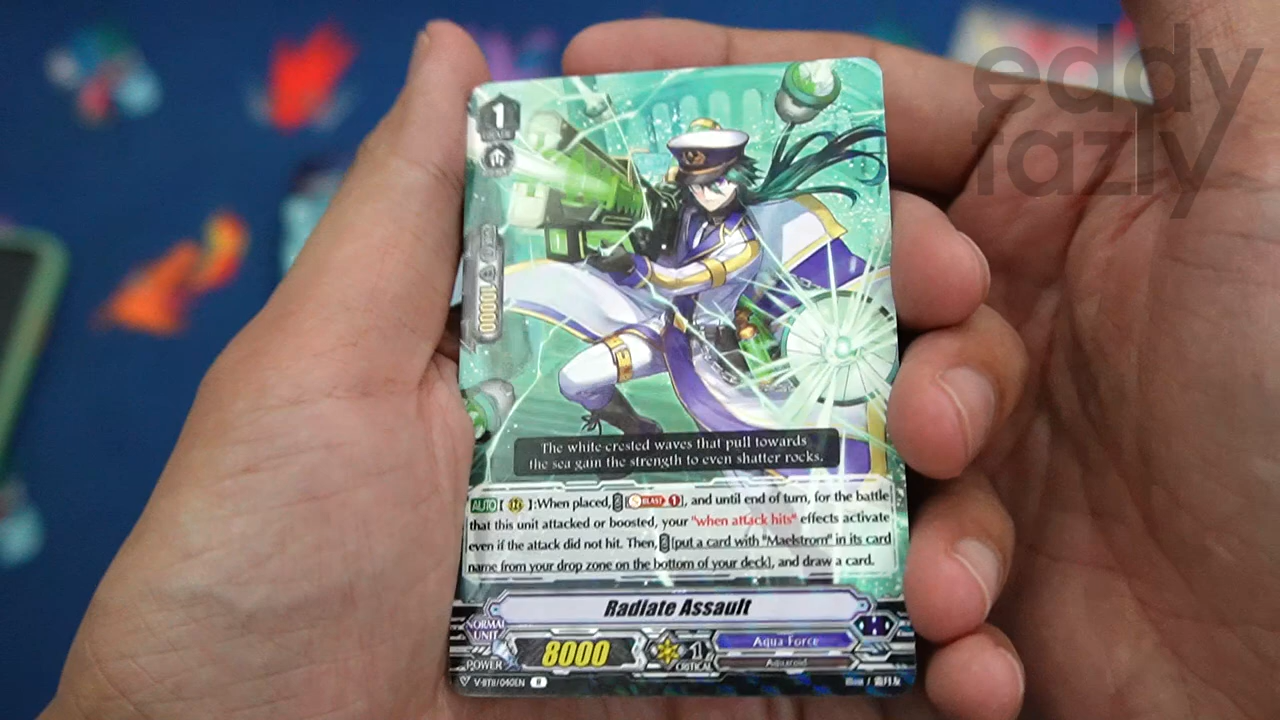 eddy
fazly
1
10000
The white-crested waves that pull towards
the sea gain the strength to even shatter rocks.
AUTO [ (R) ]:When placed, [BLAST 1], and until end of turn, for the battle
that this unit attacked or boosted, your "when attack hits" effects activate
even if the attack did not hit. Then, [put a card with "Maelstrom" in its card
name from your drop zone on the bottom of your deck], and draw a card.
Radiate Assault
NORMAL
UNIT
POWER 8000
1
CRITICAL
Aqua Force
Aquaroid
V-BT11/040EN R
Illust /